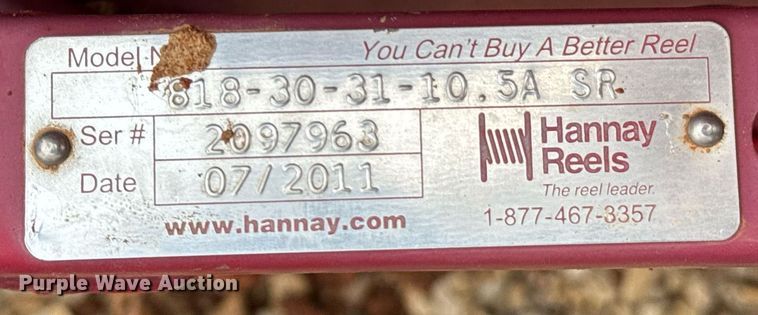 Model N You Can't Buy A Better Reel
818-30-31-10.5A SR
Ser # 2097963
Date 07/2011
Hannay
Reels
The reel leader.
www.hannay.com 1-877-467-3357
Purple Wave Auction